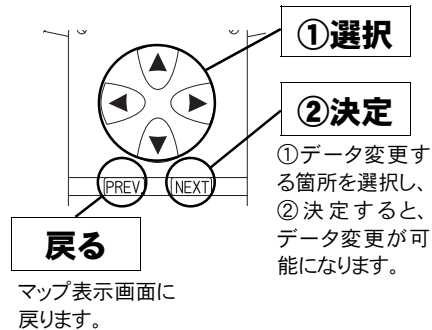 ①選択
②決定
①データ変更す
る箇所を選択し、
②決定すると、
データ変更が可
能になります。
PREV
NEXT
戻る
マップ表示画面に
戻ります。